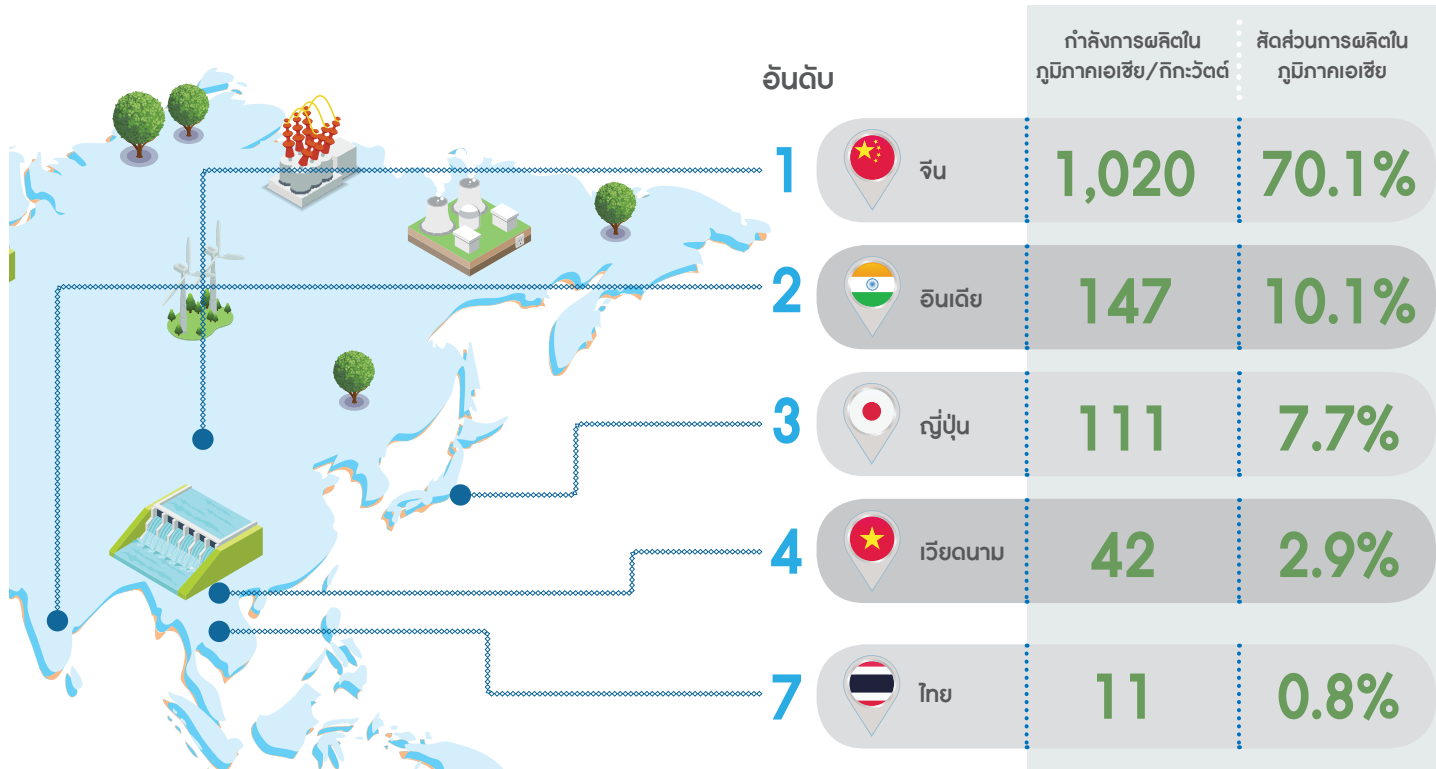 อันดับ
กำลังการผลิตใน
ภูมิภาคเอเชีย/กิกะวัตต์
สัดส่วนการผลิตใน
ภูมิภาคเอเชีย
1 จีน 1,020 70.1%
2 อินเดีย 147 10.1%
3 ญี่ปุ่น 111 7.7%
4 เวียดนาม 42 2.9%
7 ไทย 11 0.8%